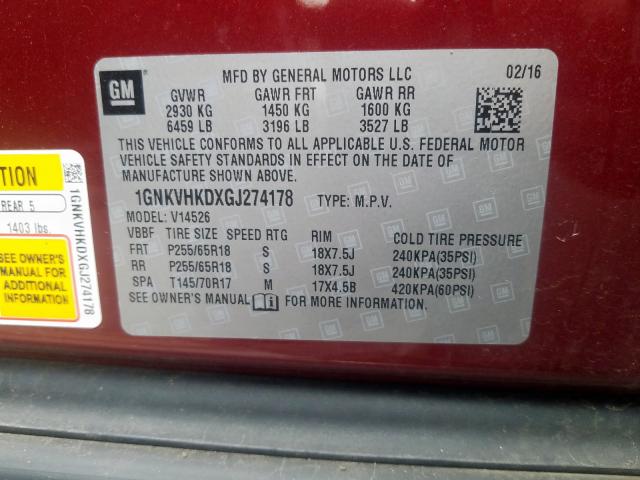 GM
MFD BY GENERAL MOTORS LLC 02/16
GVWR GAWR FRT GAWR RR
2930 KG 1450 KG 1600 KG
6459 LB 3196 LB 3527 LB
THIS VEHICLE CONFORMS TO ALL APPLICABLE U.S. FEDERAL MOTOR
VEHICLE SAFETY STANDARDS IN EFFECT ON THE DATE OF
MANUFACTURE SHOWN ABOVE.
1GNKVHKDXGJ274178 TYPE: M.P.V.
MODEL: V14526
VBBF TIRE SIZE SPEED RTG RIM COLD TIRE PRESSURE
FRT P255/65R18 S 18X7.5J 240KPA(35PSI)
RR P255/65R18 S 18X7.5J 240KPA(35PSI)
SPA T145/70R17 M 17X4.5B 420KPA(60PSI)
SEE OWNER'S MANUAL FOR MORE INFORMATION.
TION
REAR 5
1403 lbs.
SEE OWNER'S
MANUAL FOR
ADDITIONAL
INFORMATION
1GNKVHKDXGJ274178